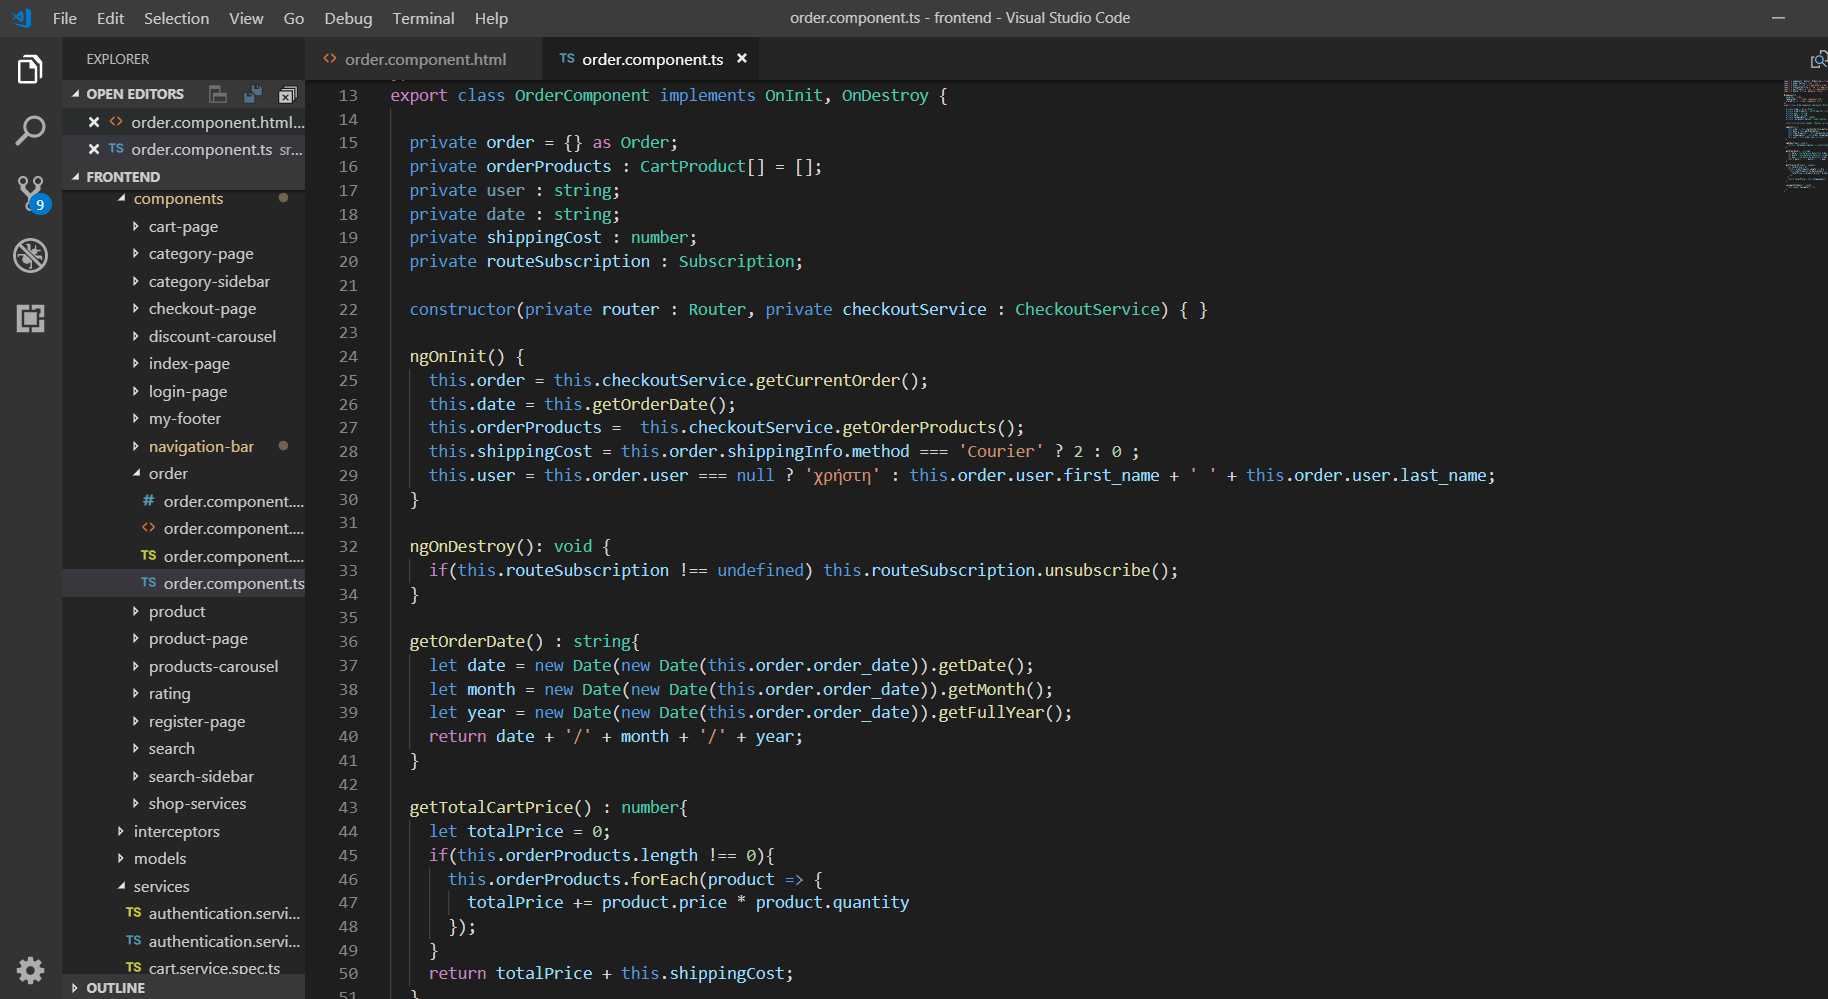 File Edit Selection View Go Debug Terminal Help
order.component.ts - frontend - Visual Studio Code
EXPLORER
OPEN EDITORS
order.component.html...
TS order.component.ts sr...
FRONTEND
components
cart-page
category-page
category-sidebar
checkout-page
discount-carousel
index-page
login-page
my-footer
navigation-bar
order
# order.component....
<> order.component....
TS order.component....
TS order.component.ts
product
product-page
products-carousel
rating
register-page
search
search-sidebar
shop-services
interceptors
models
services
TS authentication.servi...
TS authentication.servi...
TS cart.service.spec.ts
OUTLINE
9
<> order.component.html
TS order.component.ts
13 export class OrderComponent implements OnInit, OnDestroy {
14
15 private order = {} as Order;
16 private orderProducts : CartProduct[] = [];
17 private user : string;
18 private date : string;
19 private shippingCost : number;
20 private routeSubscription : Subscription;
21
22 constructor(private router : Router, private checkoutService : CheckoutService) { }
23
24 ngOnInit() {
25 this.order = this.checkoutService.getCurrentOrder();
26 this.date = this.getOrderDate();
27 this.orderProducts =  this.checkoutService.getOrderProducts();
28 this.shippingCost = this.order.shippingInfo.method === 'Courier' ? 2 : 0 ;
29 this.user = this.order.user === null ? 'χρήστη' : this.order.user.first_name + ' ' + this.order.user.last_name;
30 }
31
32 ngOnDestroy(): void {
33 if(this.routeSubscription !== undefined) this.routeSubscription.unsubscribe();
34 }
35
36 getOrderDate() : string{
37 let date = new Date(new Date(this.order.order_date)).getDate();
38 let month = new Date(new Date(this.order.order_date)).getMonth();
39 let year = new Date(new Date(this.order.order_date)).getFullYear();
40 return date + '/' + month + '/' + year;
41 }
42
43 getTotalCartPrice() : number{
44 let totalPrice = 0;
45 if(this.orderProducts.length !== 0){
46 this.orderProducts.forEach(product => {
47 totalPrice += product.price * product.quantity
48 });
49 }
50 return totalPrice + this.shippingCost;
51 }